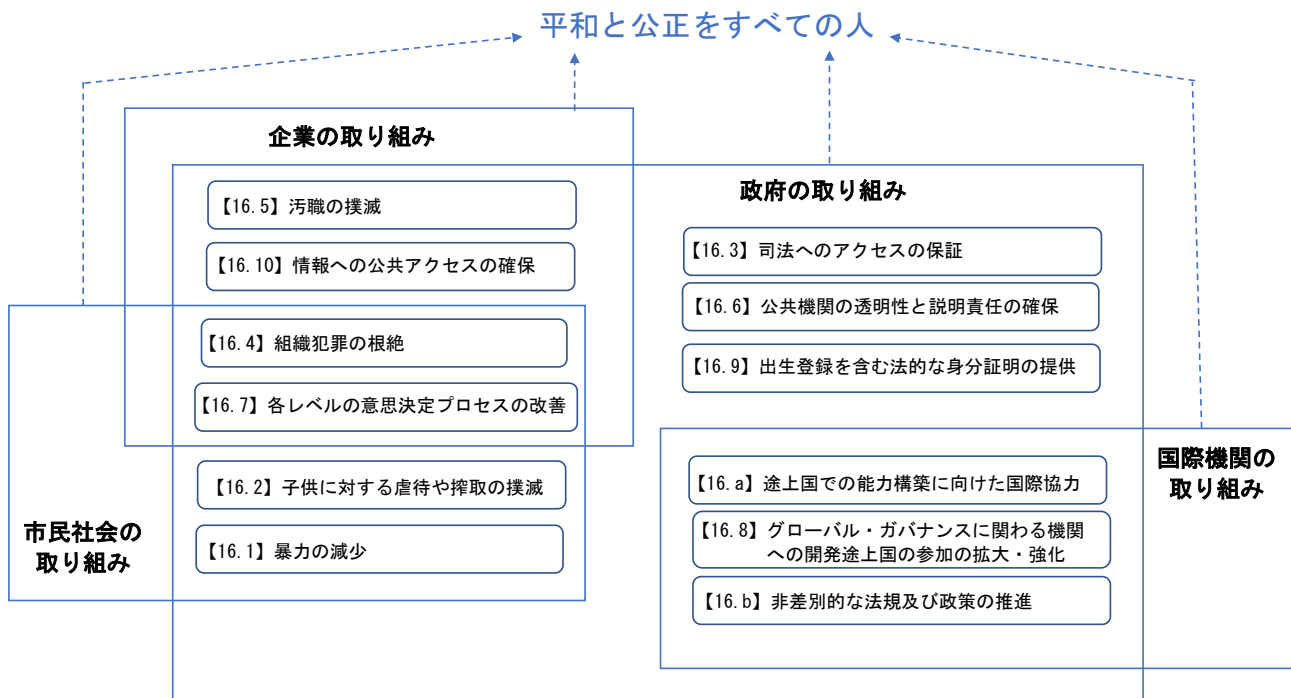 平和と公正をすべての人
企業の取り組み
政府の取り組み
【16.5】汚職の撲滅
【16.10】情報への公共アクセスの確保
【16.4】組織犯罪の根絶
【16.7】各レベルの意思決定プロセスの改善
【16.2】子供に対する虐待や搾取の撲滅
【16.1】暴力の減少
市民社会の
取り組み
【16.3】司法へのアクセスの保証
【16.6】公共機関の透明性と説明責任の確保
【16.9】出生登録を含む法的な身分証明の提供
【16.a】途上国での能力構築に向けた国際協力
【16.8】グローバル・ガバナンスに関わる機関
への開発途上国の参加の拡大・強化
【16.b】非差別的な法規及び政策の推進
国際機関の
取り組み